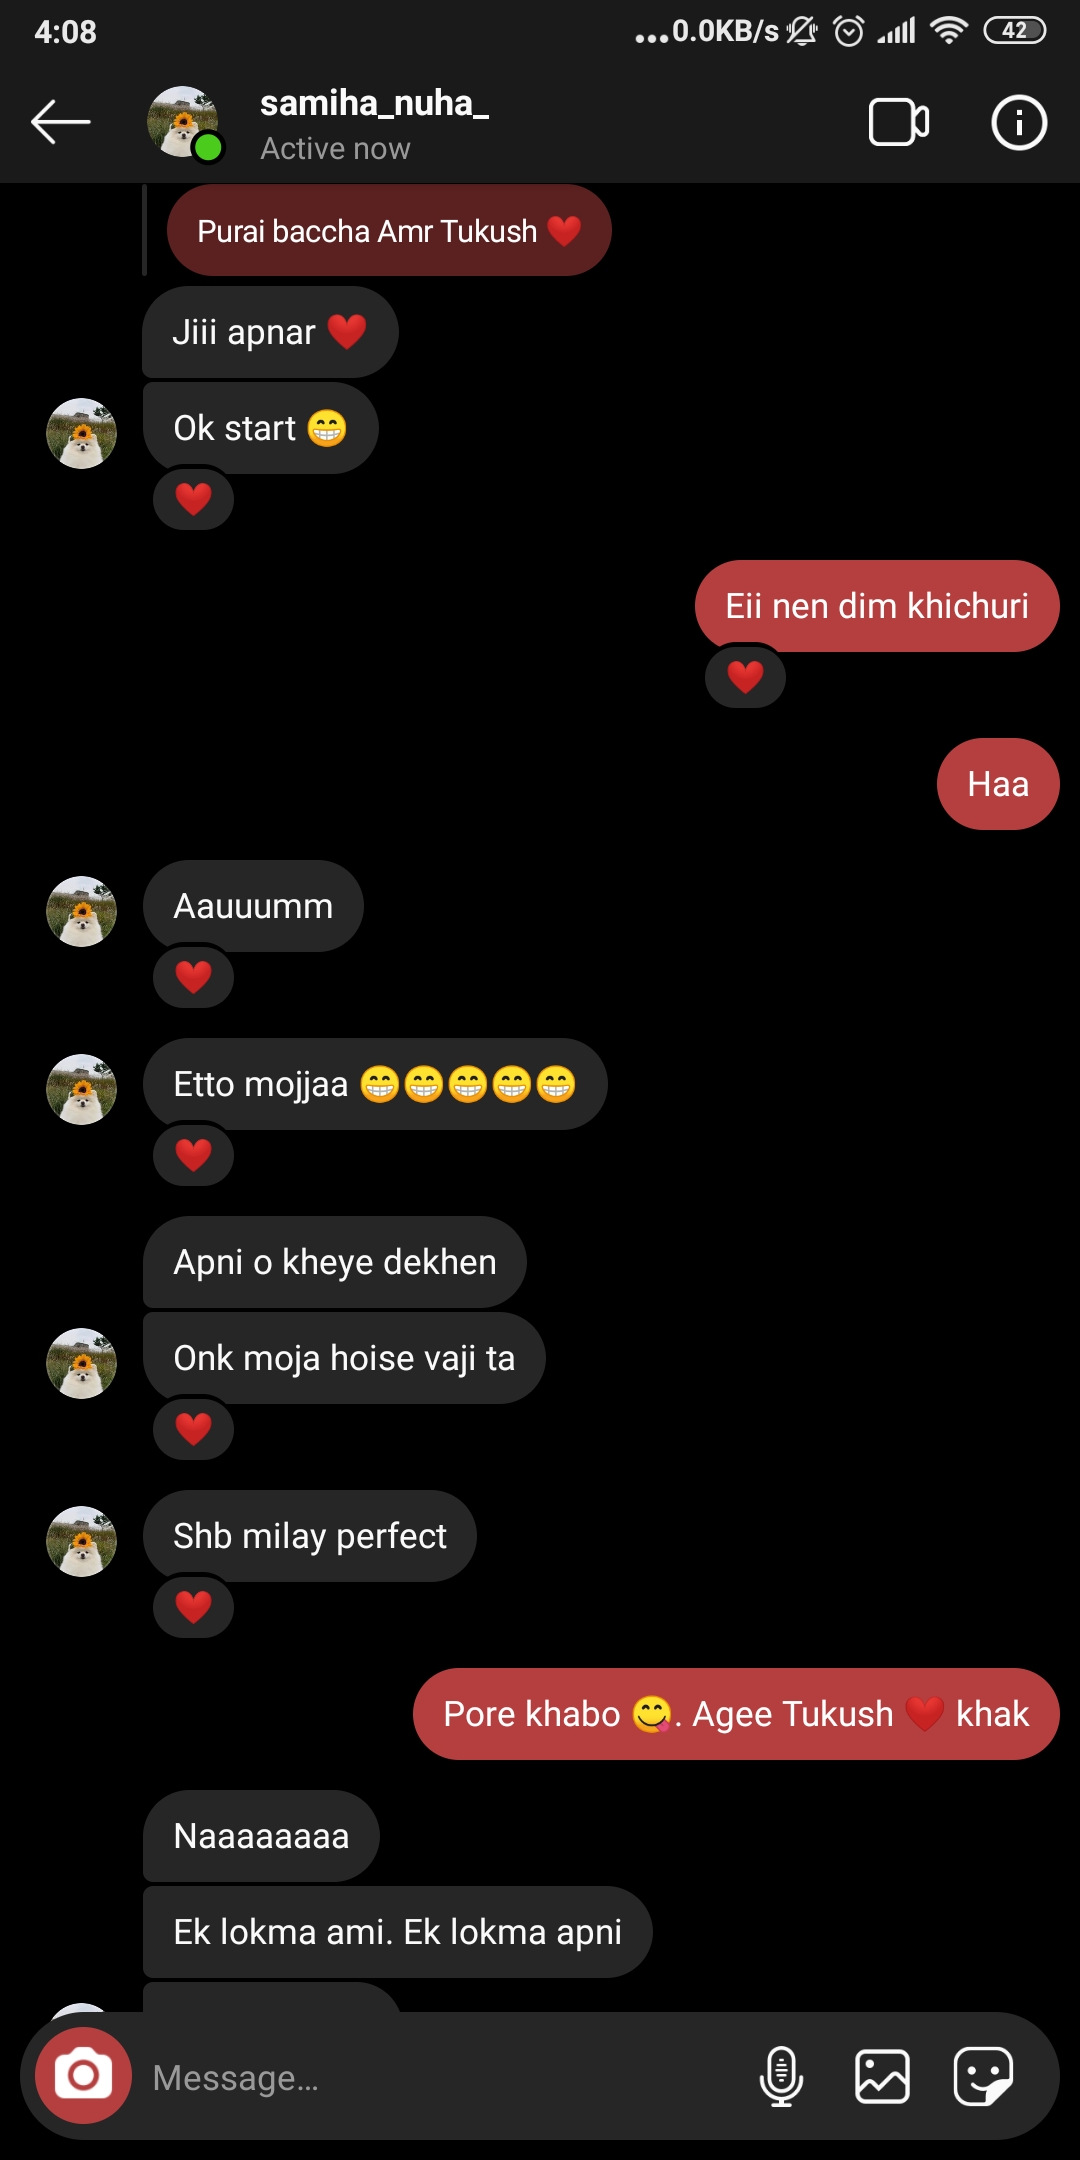 4:08
...0.0KB/s 42
samiha_nuha_
Active now
Purai baccha Amr Tukush ❤️
Jiii apnar ❤️
Ok start 😁
❤️
Eii nen dim khichuri
❤️
Haa
Aauuumm
❤️
Etto mojjaa 😁😁😁😁😁
❤️
Apni o kheye dekhen
Onk moja hoise vaji ta
❤️
Shb milay perfect
❤️
Pore khabo 😋. Agee Tukush ❤️ khak
Naaaaaaaa
Ek lokma ami. Ek lokma apni
Message...